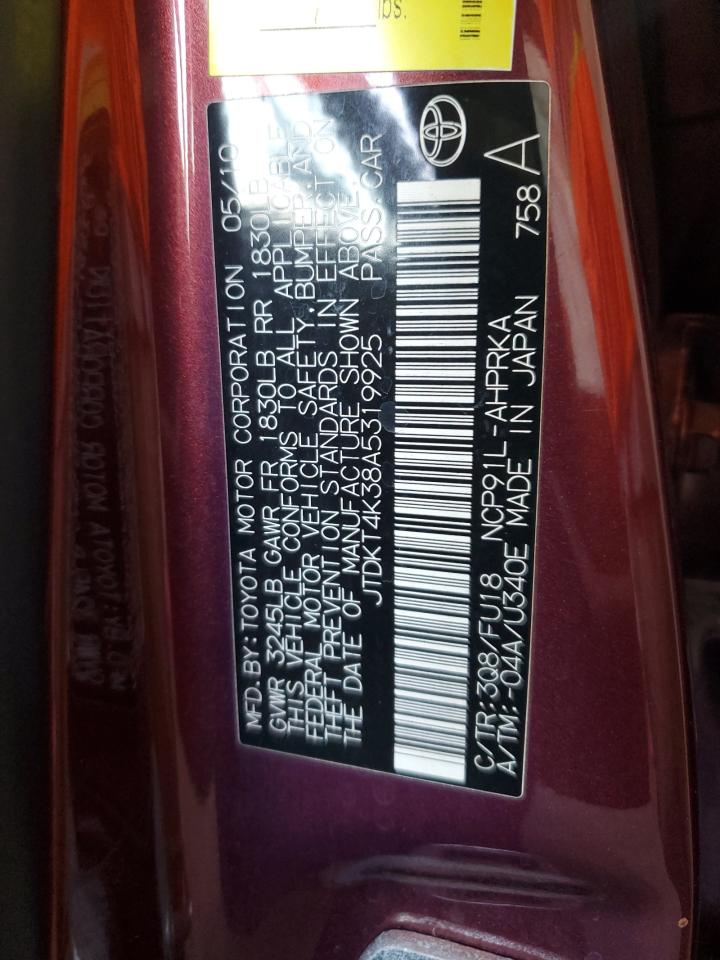 lbs.
MFD.BY:TOYOTA MOTOR CORPORATION 05/10
GVWR 3245LB GAWR FR 1830LB RR 1830LB
THIS VEHICLE CONFORMS TO ALL APPLICABLE
FEDERAL MOTOR VEHICLE SAFETY,BUMPER,AND
THEFT PREVENTION STANDARDS IN EFFECT ON
THE DATE OF MANUFACTURE SHOWN ABOVE.
JTDKT4K38A5319925 PASS CAR
C/TR:3Q8/FU18 NCP91L-AHPRKA 758 A
A/TM:-04A/U340E MADE IN JAPAN